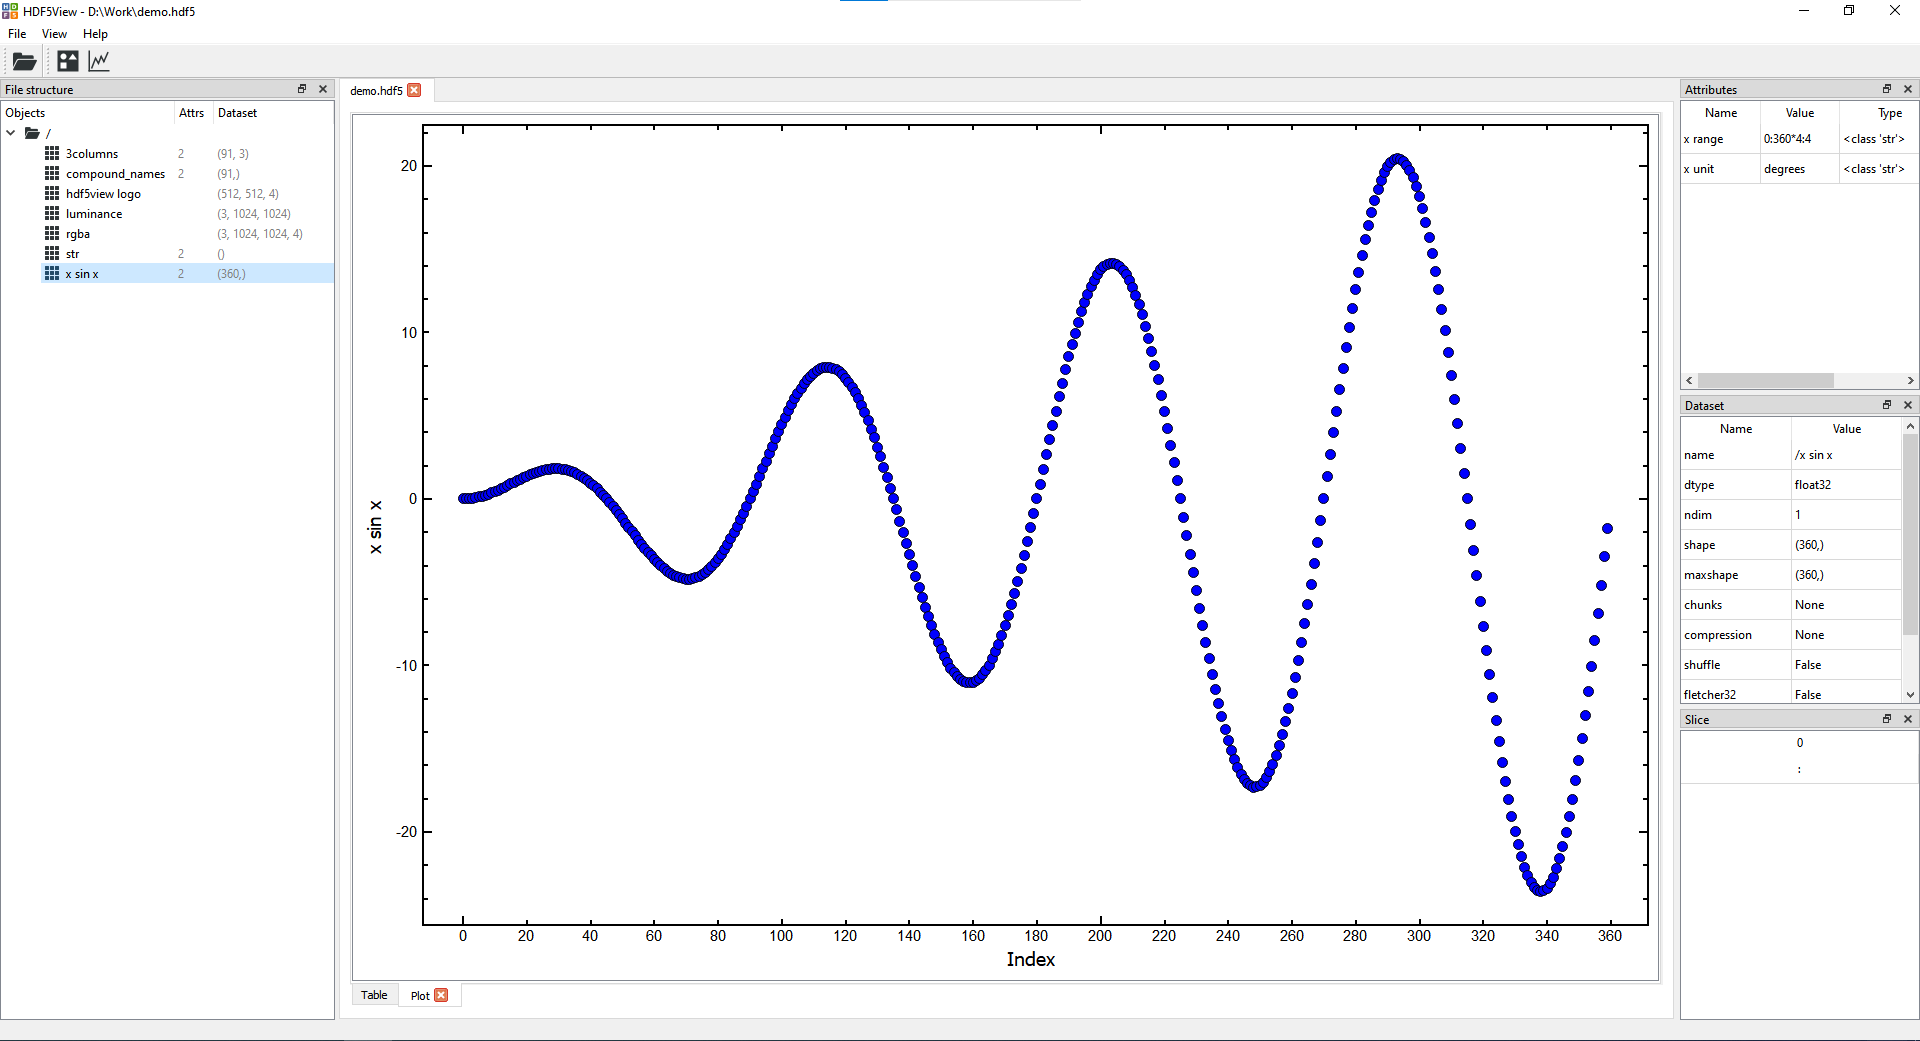 HDF5View - D:\Work\demo.hdf5
File View Help
File structure
Objects Attrs Dataset
/
3columns 2 (91, 3)
compound_names 2 (91,)
hdf5view logo (512, 512, 4)
luminance (3, 1024, 1024)
rgba (3, 1024, 1024, 4)
str 2 ()
x sin x 2 (360,)
demo.hdf5
20
10
0
-10
-20
x sin x
0 20 40 60 80 100 120 140 160 180 200 220 240 260 280 300 320 340 360
Index
Table Plot
Attributes
Name Value Type
x range 0:360*4:4 <class 'str'>
x unit degrees <class 'str'>
Dataset
Name Value
name /x sin x
dtype float32
ndim 1
shape (360,)
maxshape (360,)
chunks None
compression None
shuffle False
fletcher32 False
Slice
0
: